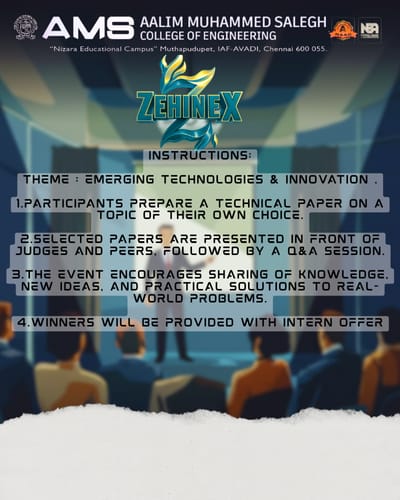 AMS AALIM MUHAMMED SALEGH
COLLEGE OF ENGINEERING
"Nizara Educational Campus" Muthapudupet, IAF-AVADI, Chennai 600 055.
ZEHINEX
INSTRUCTIONS:
THEME : EMERGING TECHNOLOGIES & INNOVATION .
1.PARTICIPANTS PREPARE A TECHNICAL PAPER ON A
TOPIC OF THEIR OWN CHOICE.
2.SELECTED PAPERS ARE PRESENTED IN FRONT OF
JUDGES AND PEERS, FOLLOWED BY A Q&A SESSION.
3.THE EVENT ENCOURAGES SHARING OF KNOWLEDGE,
NEW IDEAS, AND PRACTICAL SOLUTIONS TO REAL-
WORLD PROBLEMS.
4.WINNERS WILL BE PROVIDED WITH INTERN OFFER